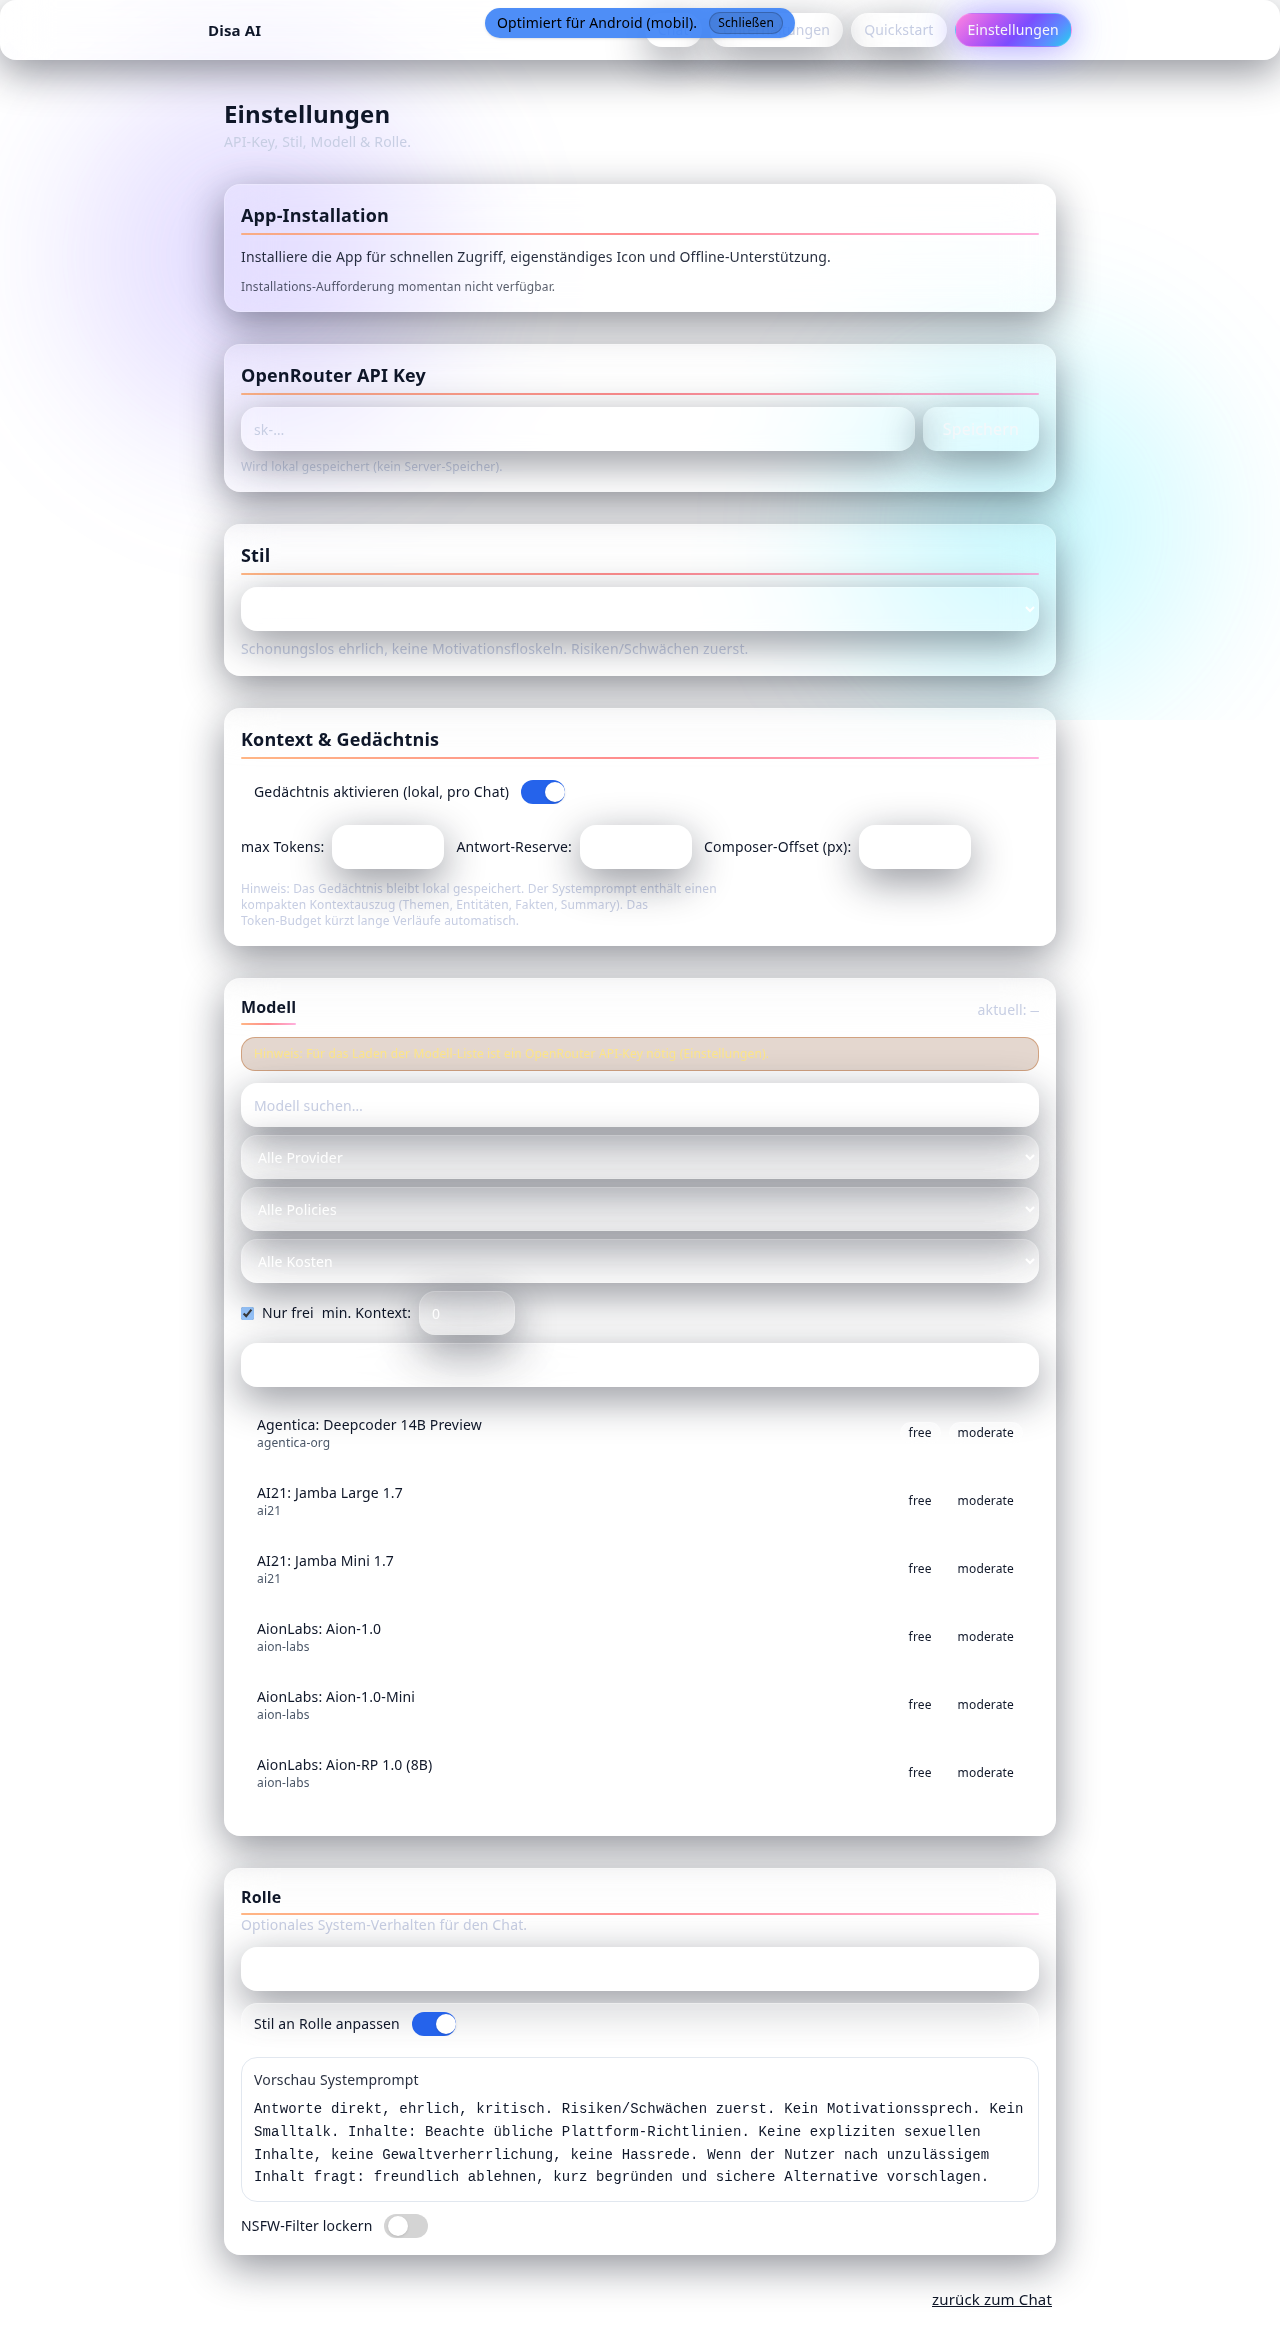 Disa AI
Optimiert für Android (mobil). Schließen
Quickstart
Einstellungen
Einstellungen
API-Key, Stil, Modell & Rolle.
App-Installation
Installiere die App für schnellen Zugriff, eigenständiges Icon und Offline-Unterstützung.
Installations-Aufforderung momentan nicht verfügbar.
OpenRouter API Key
sk-...
Speichern
Wird lokal gespeichert (kein Server-Speicher).
Stil
Schonungslos ehrlich, keine Motivationsfloskeln. Risiken/Schwächen zuerst.
Kontext & Gedächtnis
Gedächtnis aktivieren (lokal, pro Chat)
max Tokens:
Antwort-Reserve:
Composer-Offset (px):
Hinweis: Das Gedächtnis bleibt lokal gespeichert. Der Systemprompt enthält einen
kompakten Kontextauszug (Themen, Entitäten, Fakten, Summary). Das
Token-Budget kürzt lange Verläufe automatisch.
Modell
aktuell: —
Hinweis: Für das Laden der Modell-Liste ist ein OpenRouter API-Key nötig (Einstellungen).
Modell suchen…
Alle Provider
Alle Policies
Alle Kosten
Nur frei min. Kontext: 0
Agentica: Deepcoder 14B Preview
agentica-org
free moderate
AI21: Jamba Large 1.7
ai21
free moderate
AI21: Jamba Mini 1.7
ai21
free moderate
AionLabs: Aion-1.0
aion-labs
free moderate
AionLabs: Aion-1.0-Mini
aion-labs
free moderate
AionLabs: Aion-RP 1.0 (8B)
aion-labs
free moderate
Rolle
Optionales System-Verhalten für den Chat.
Stil an Rolle anpassen
Vorschau Systemprompt
Antworte direkt, ehrlich, kritisch. Risiken/Schwächen zuerst. Kein Motivationssprech. Kein
Smalltalk. Inhalte: Beachte übliche Plattform-Richtlinien. Keine expliziten sexuellen
Inhalte, keine Gewaltverherrlichung, keine Hassrede. Wenn der Nutzer nach unzulässigem
Inhalt fragt: freundlich ablehnen, kurz begründen und sichere Alternative vorschlagen.
NSFW-Filter lockern
zurück zum Chat